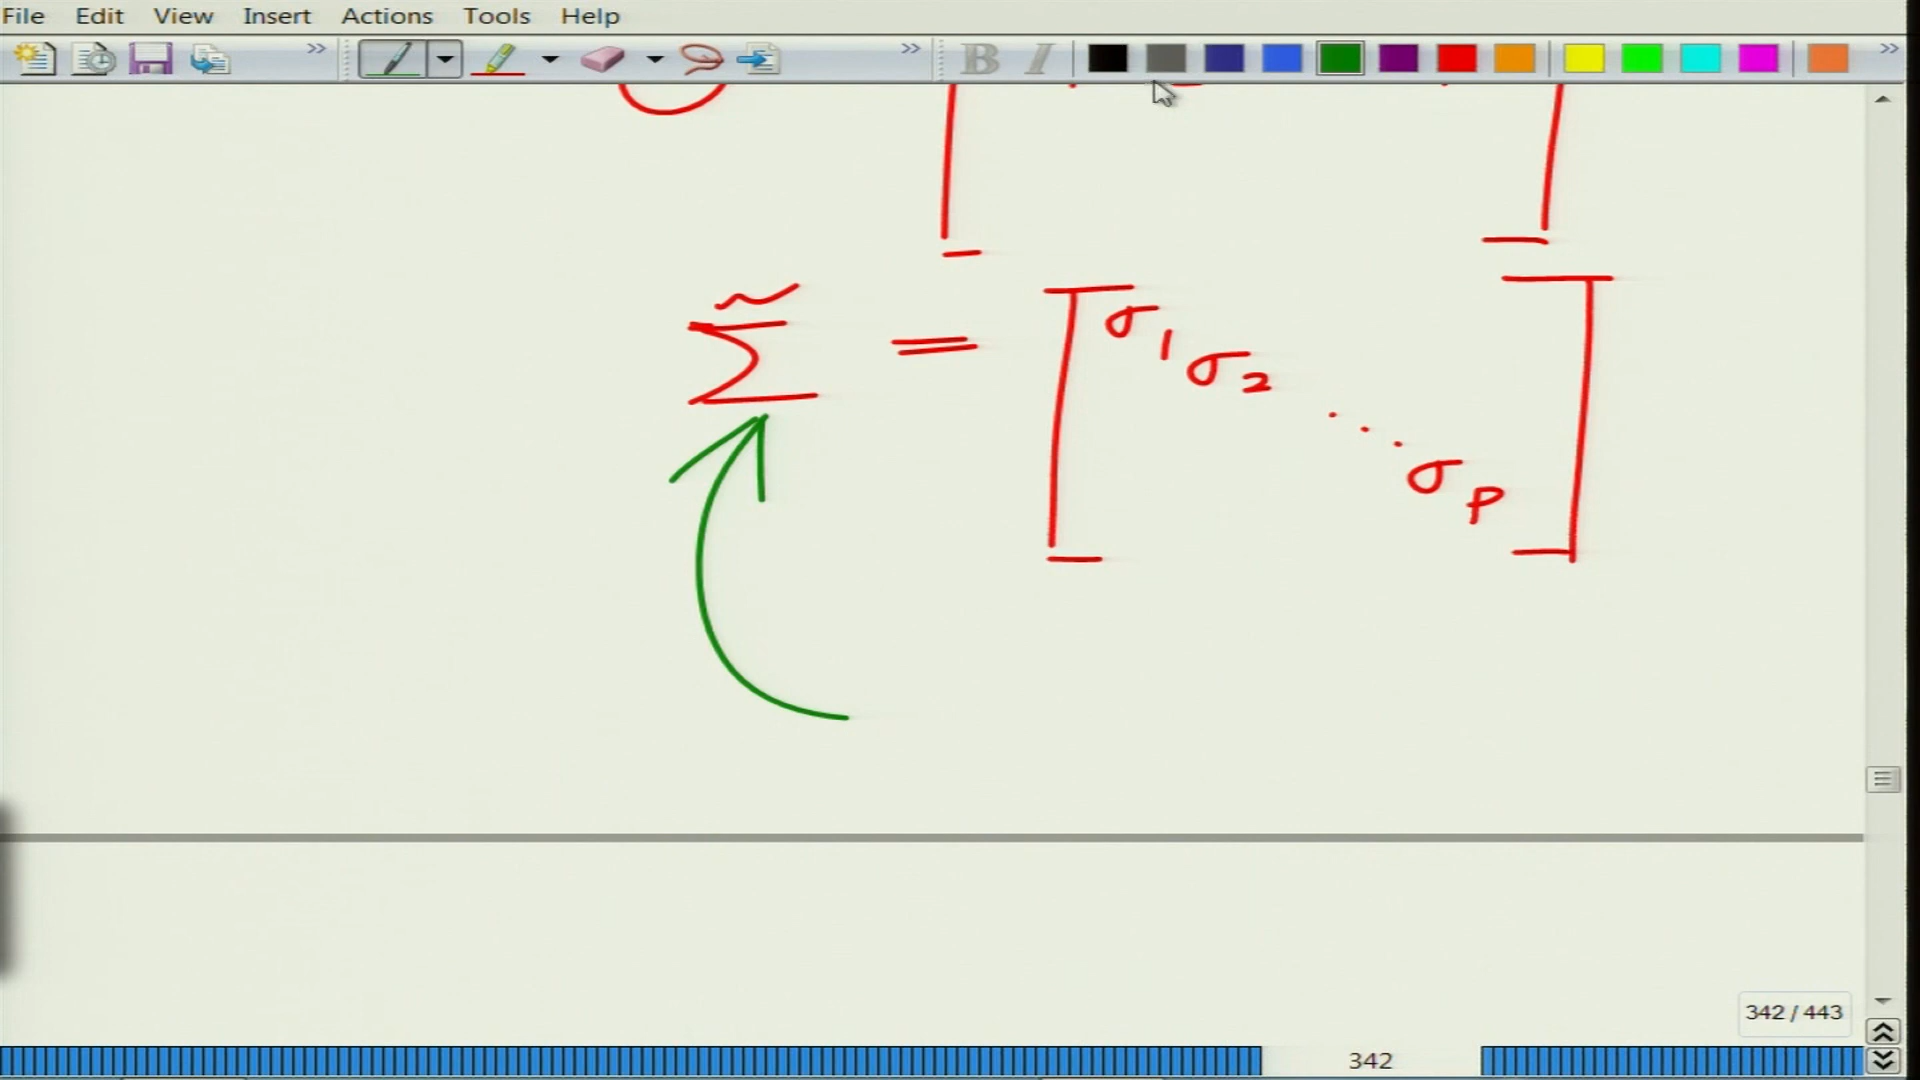 File Edit View Insert Actions Tools Help
B I
Σ̃ = [ σ₁ σ₂ ⋱ σₚ ]
342 / 443
342